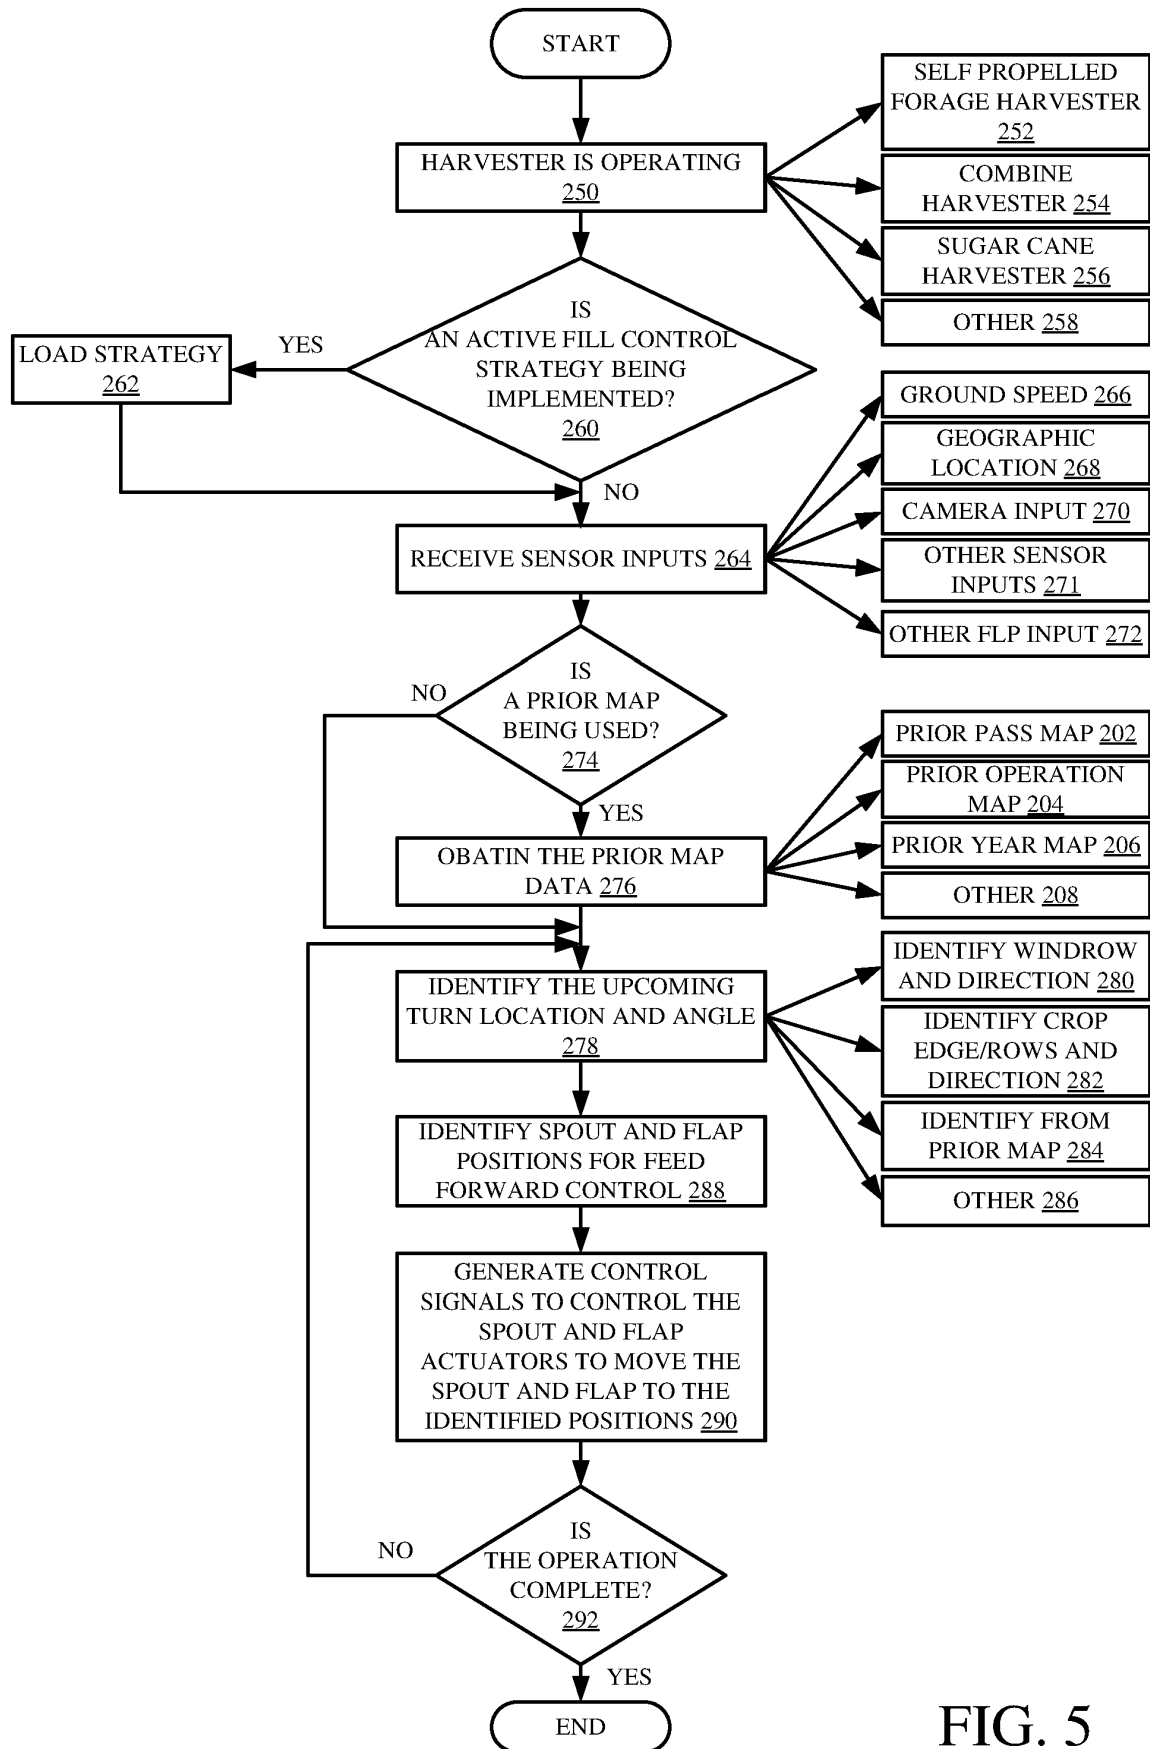 START
HARVESTER IS OPERATING
250
SELF PROPELLED
FORAGE HARVESTER
252
COMBINE
HARVESTER 254
SUGAR CANE
HARVESTER 256
OTHER 258
IS
AN ACTIVE FILL CONTROL
STRATEGY BEING
IMPLEMENTED?
260
YES
LOAD STRATEGY
262
NO
RECEIVE SENSOR INPUTS 264
GROUND SPEED 266
GEOGRAPHIC
LOCATION 268
CAMERA INPUT 270
OTHER SENSOR
INPUTS 271
OTHER FLP INPUT 272
IS
A PRIOR MAP
BEING USED?
274
NO
YES
OBATIN THE PRIOR MAP
DATA 276
PRIOR PASS MAP 202
PRIOR OPERATION
MAP 204
PRIOR YEAR MAP 206
OTHER 208
IDENTIFY THE UPCOMING
TURN LOCATION AND ANGLE
278
IDENTIFY WINDROW
AND DIRECTION 280
IDENTIFY CROP
EDGE/ROWS AND
DIRECTION 282
IDENTIFY FROM
PRIOR MAP 284
OTHER 286
IDENTIFY SPOUT AND FLAP
POSITIONS FOR FEED
FORWARD CONTROL 288
GENERATE CONTROL
SIGNALS TO CONTROL THE
SPOUT AND FLAP
ACTUATORS TO MOVE THE
SPOUT AND FLAP TO THE
IDENTIFIED POSITIONS 290
IS
THE OPERATION
COMPLETE?
292
NO
YES
END
FIG. 5